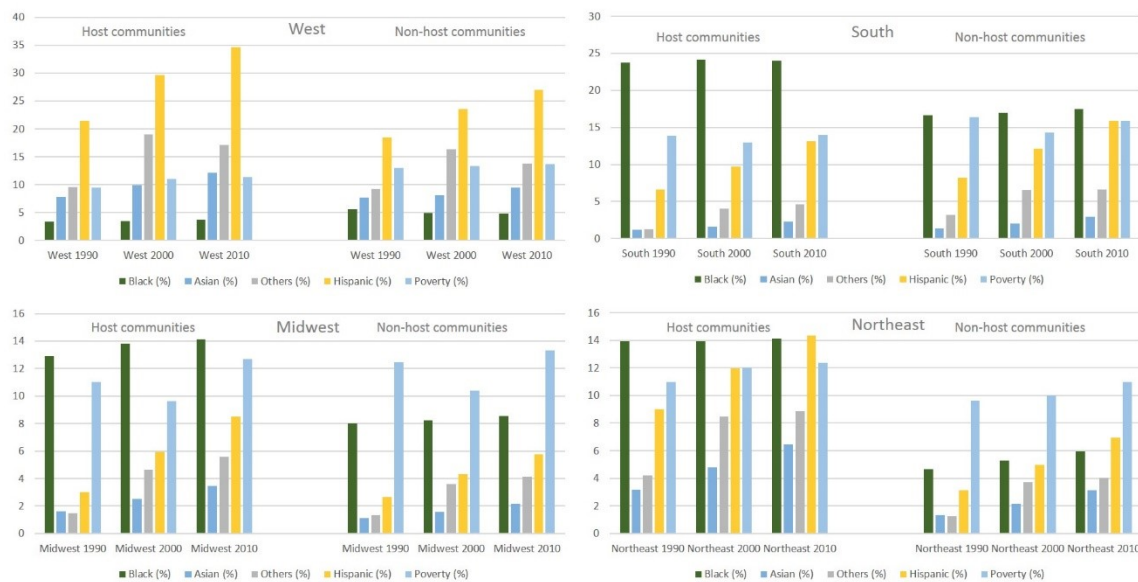 Host communities West Non-host communities
40
35
30
25
20
15
10
5
0
West 1990 West 2000 West 2010 West 1990 West 2000 West 2010
Black (%) Asian (%) Others (%) Hispanic (%) Poverty (%)
Host communities South Non-host communities
30
25
20
15
10
5
0
South 1990 South 2000 South 2010 South 1990 South 2000 South 2010
Black (%) Asian (%) Others (%) Hispanic (%) Poverty (%)
Host communities Midwest Non-host communities
16
14
12
10
8
6
4
2
0
Midwest 1990 Midwest 2000 Midwest 2010 Midwest 1990 Midwest 2000 Midwest 2010
Black (%) Asian (%) Others (%) Hispanic (%) Poverty (%)
Host communities Northeast Non-host communities
16
14
12
10
8
6
4
2
0
Northeast 1990 Northeast 2000 Northeast 2010 Northeast 1990 Northeast 2000 Northeast 2010
Black (%) Asian (%) Others (%) Hispanic (%) Poverty (%)